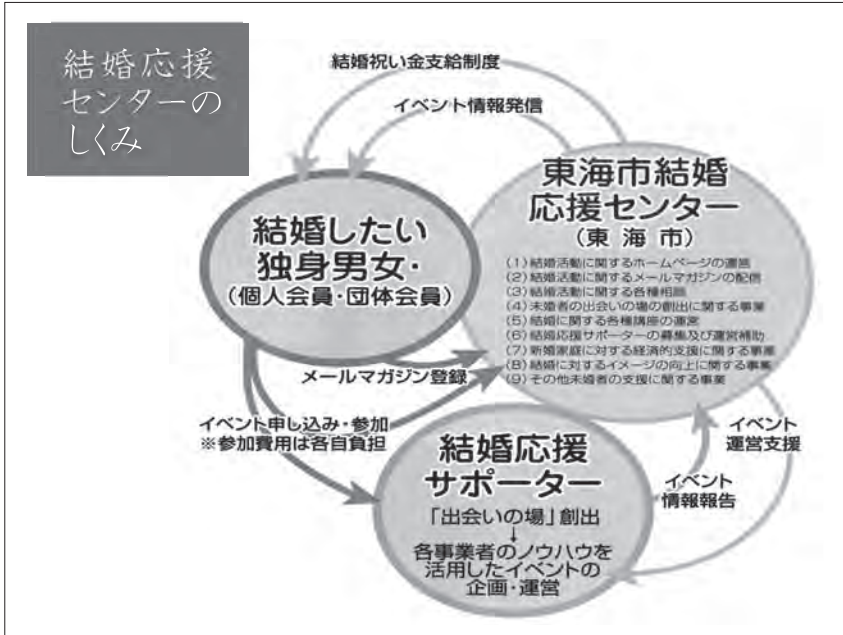 結婚応援
センターの
しくみ
結婚祝い金支給制度
イベント情報発信
結婚したい
独身男女・
(個人会員・団体会員)
東海市結婚
応援センター
(東海市)
(1)結婚活動に関するホームページの運営
(2)結婚活動に関するメールマガジンの配信
(3)結婚活動に関する各種相談
(4)未婚者の出会いの場の創出に関する事業
(5)結婚に関する各種講座の運営
(6)結婚応援サポーターの募集及び運営補助
(7)新婚家庭に対する経済的支援に関する事業
(8)結婚に対するイメージの向上に関する事業
(9)その他未婚者の支援に関する事業
メールマガジン登録
イベント申し込み・参加
※参加費用は各自負担
結婚応援
サポーター
「出会いの場」創出
↓
各事業者のノウハウを
活用したイベントの
企画・運営
イベント
情報報告
イベント
運営支援